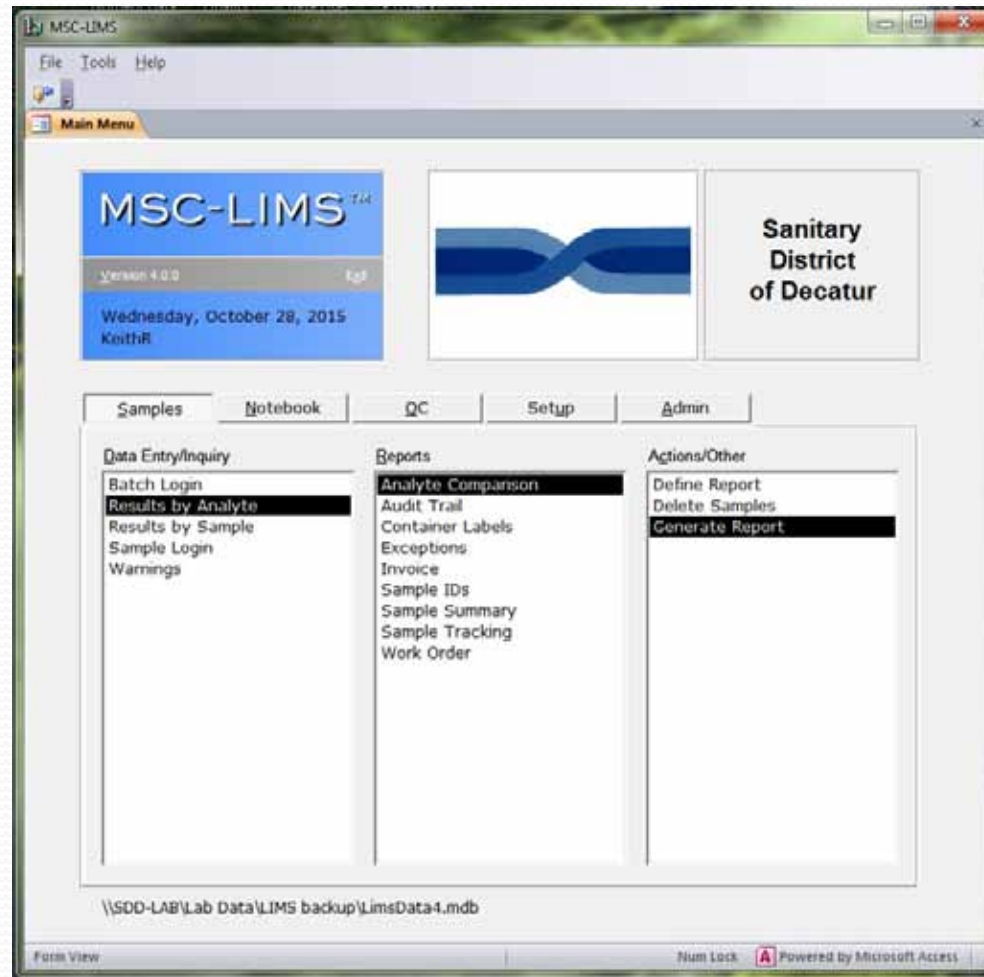 MSC-LIMS
File Tools Help
Main Menu
MSC-LIMS™
Version 4.0.0 Exit
Wednesday, October 28, 2015
KeithR
Sanitary
District
of Decatur
Samples Notebook QC Setup Admin
Data Entry/Inquiry
Batch Login
Results by Analyte
Results by Sample
Sample Login
Warnings
Reports
Analyte Comparison
Audit Trail
Container Labels
Exceptions
Invoice
Sample IDs
Sample Summary
Sample Tracking
Work Order
Actions/Other
Define Report
Delete Samples
Generate Report
\\SDD-LAB\Lab Data\LIMS backup\LimsData4.mdb
Form View Num Lock Powered by Microsoft Access